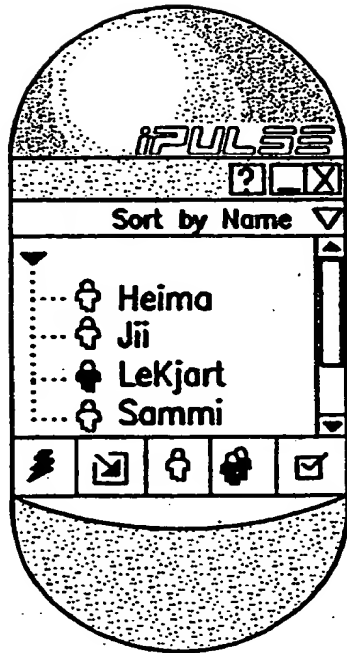 iPULSE
? _ X
Sort by Name
Heima
Jii
LeKjart
Sammi